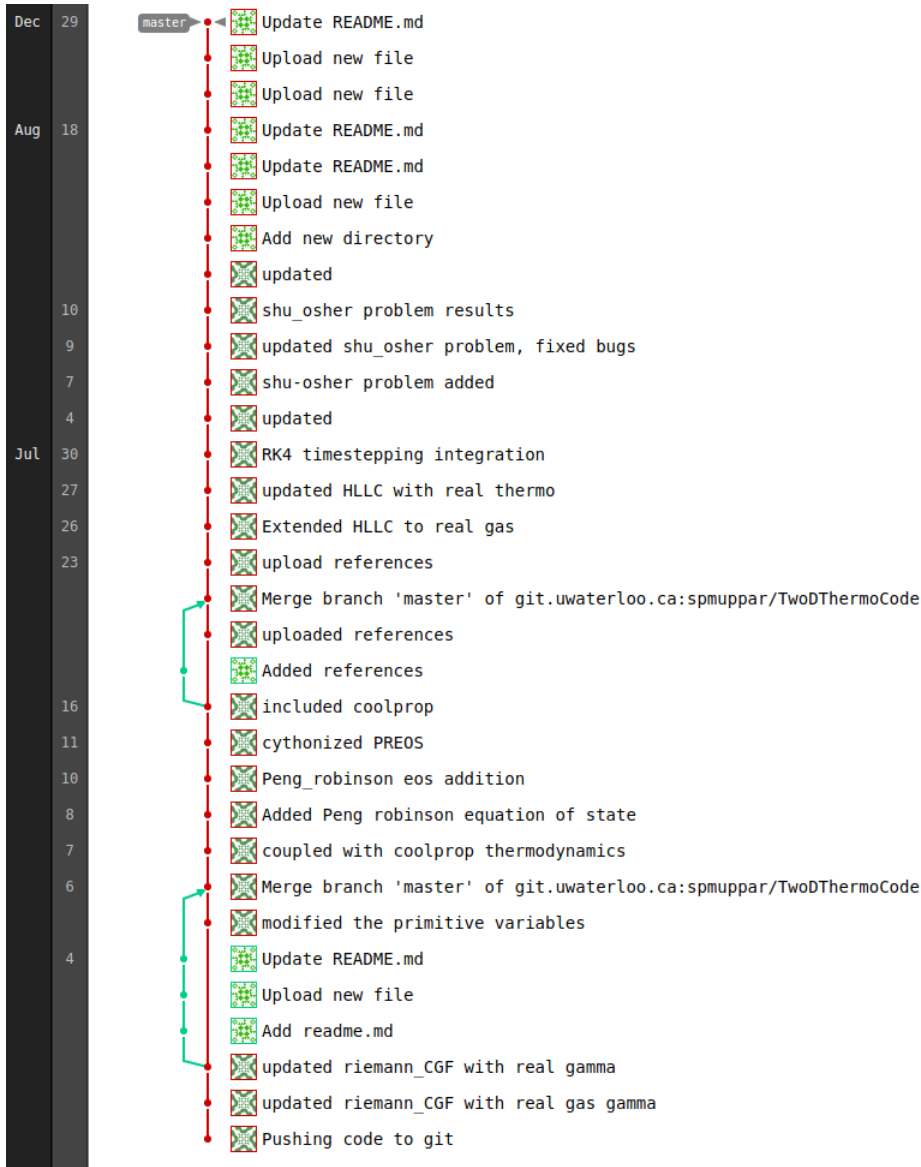 Dec 29 master Update README.md
Upload new file
Upload new file
Aug 18 Update README.md
Update README.md
Upload new file
Add new directory
updated
10 shu_osher problem results
9 updated shu_osher problem, fixed bugs
7 shu-osher problem added
4 updated
Jul 30 RK4 timestepping integration
27 updated HLLC with real thermo
26 Extended HLLC to real gas
23 upload references
Merge branch 'master' of git.uwaterloo.ca:spmuppar/TwoDThermoCode
uploaded references
Added references
16 included coolprop
11 cythonized PREOS
10 Peng_robinson eos addition
8 Added Peng robinson equation of state
7 coupled with coolprop thermodynamics
6 Merge branch 'master' of git.uwaterloo.ca:spmuppar/TwoDThermoCode
modified the primitive variables
4 Update README.md
Upload new file
Add readme.md
updated riemann_CGF with real gamma
updated riemann_CGF with real gas gamma
Pushing code to git